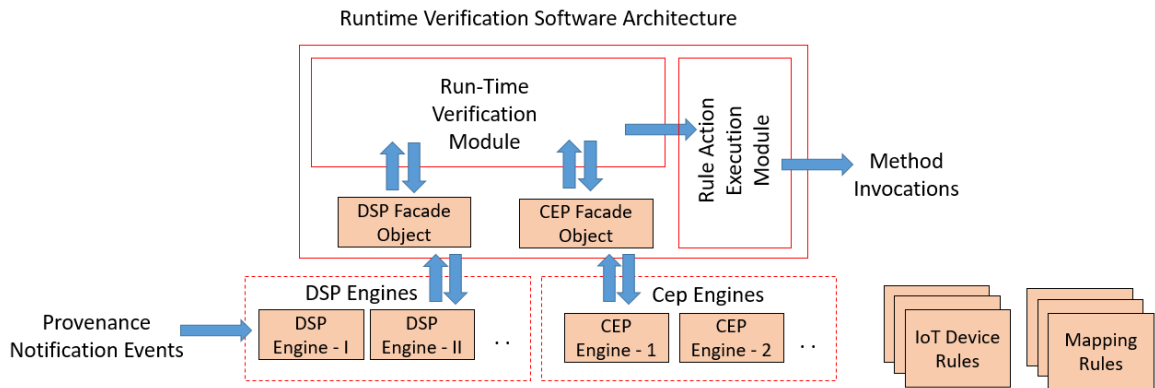 Runtime Verification Software Architecture
Run-Time
Verification
Module
Rule Action
Execution
Module
Method
Invocations
DSP Facade
Object
CEP Facade
Object
DSP Engines
Cep Engines
Provenance
Notification Events
DSP
Engine - I
DSP
Engine - II
. .
CEP
Engine - 1
CEP
Engine - 2
. .
IoT Device
Rules
Mapping
Rules